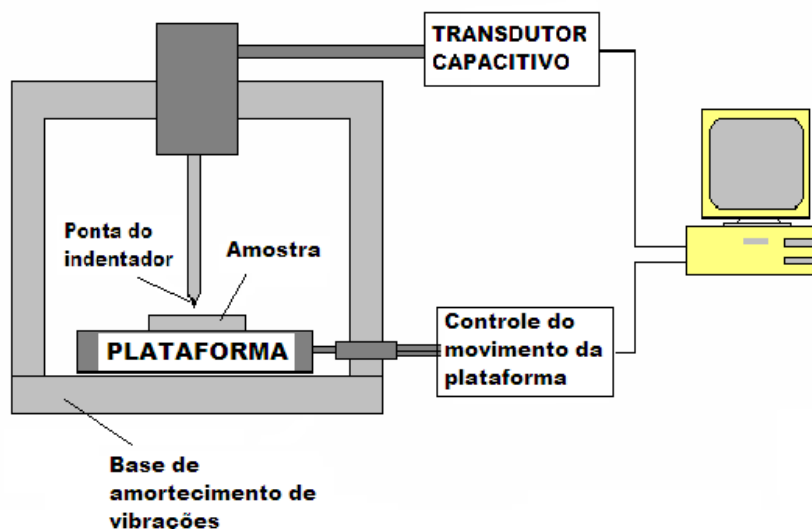 TRANSDUTOR
CAPACITIVO
Ponta do
indentador
Amostra
PLATAFORMA
Controle do
movimento da
plataforma
Base de
amortecimento de
vibrações